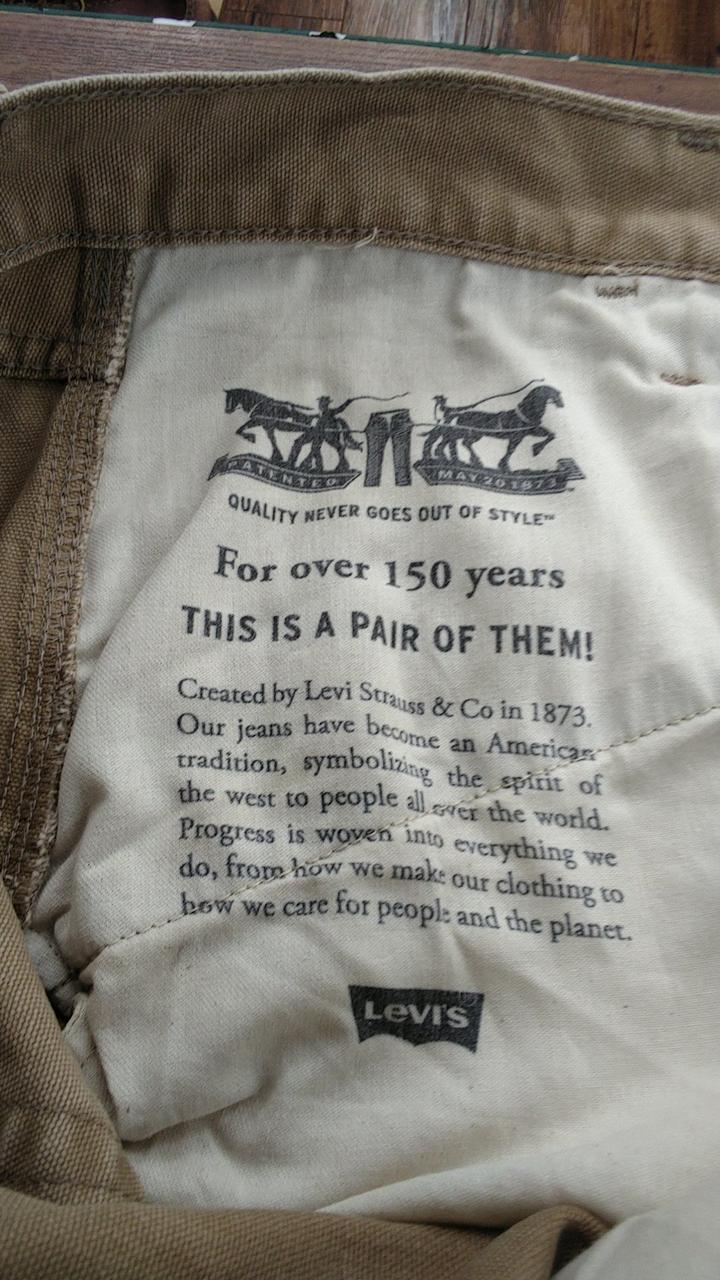 PATENTED MAY 20 1873
QUALITY NEVER GOES OUT OF STYLE™
For over 150 years
THIS IS A PAIR OF THEM!
Created by Levi Strauss & Co in 1873.
Our jeans have become an American
tradition, symbolizing the spirit of
the west to people all over the world.
Progress is woven into everything we
do, from how we make our clothing to
how we care for people and the planet.
LEVI'S